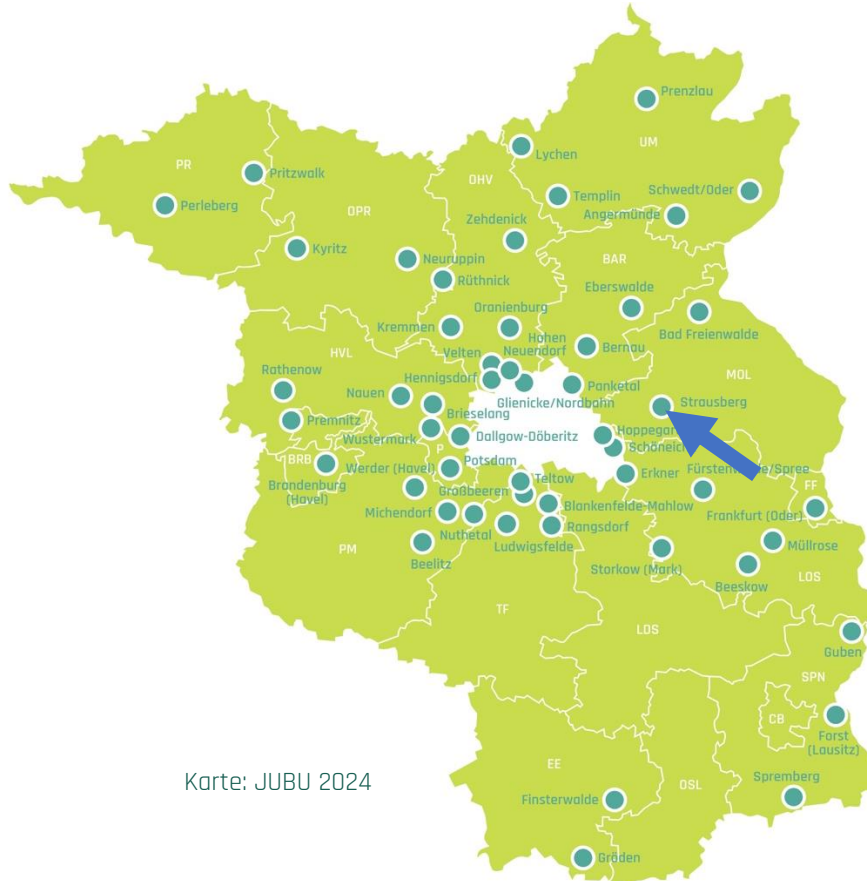 Prenzlau
Lychen
UM
PR
Pritzwalk
OHV
Templin
Schwedt/Oder
Perleberg
OPR
Angermünde
Zehdenick
Kyritz
Neuruppin
BAR
Rüthnick
Eberswalde
Oranienburg
Bad Freienwalde
Kremmen
Hohen
Neuendorf
Velten
Bernau
HVL
Rathenow
Hennigsdorf
MOL
Nauen
Panketal
Glienicke/Nordbahn
Strausberg
Brieselang
Premnitz
Wustermark
Dallgow-Döberitz
Schöneich
P
BRB
Potsdam
Werder (Havel)
Erkner
Brandenburg
(Havel)
Teltow
FF
Großbeeren
Blankenfelde-Mahlow
Frankfurt (Oder)
Michendorf
Nuthetal
Rangsdorf
Ludwigsfelde
Müllrose
PM
Beelitz
Storkow (Mark)
Beeskow
LOS
TF
LDS
Guben
SPN
CB
Forst
(Lausitz)
EE
Karte: JUBU 2024
OSL
Spremberg
Finsterwalde
Gröden